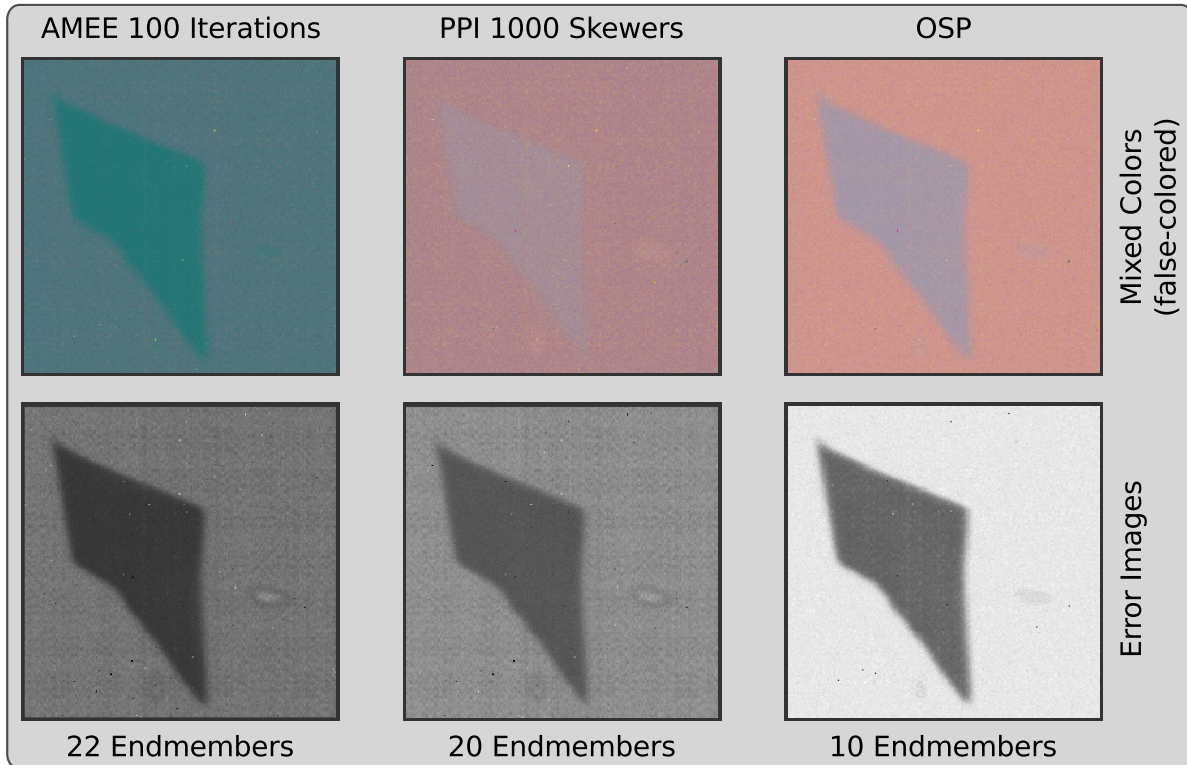 AMEE 100 Iterations
PPI 1000 Skewers
OSP
Mixed Colors
(false-colored)
Error Images
22 Endmembers
20 Endmembers
10 Endmembers